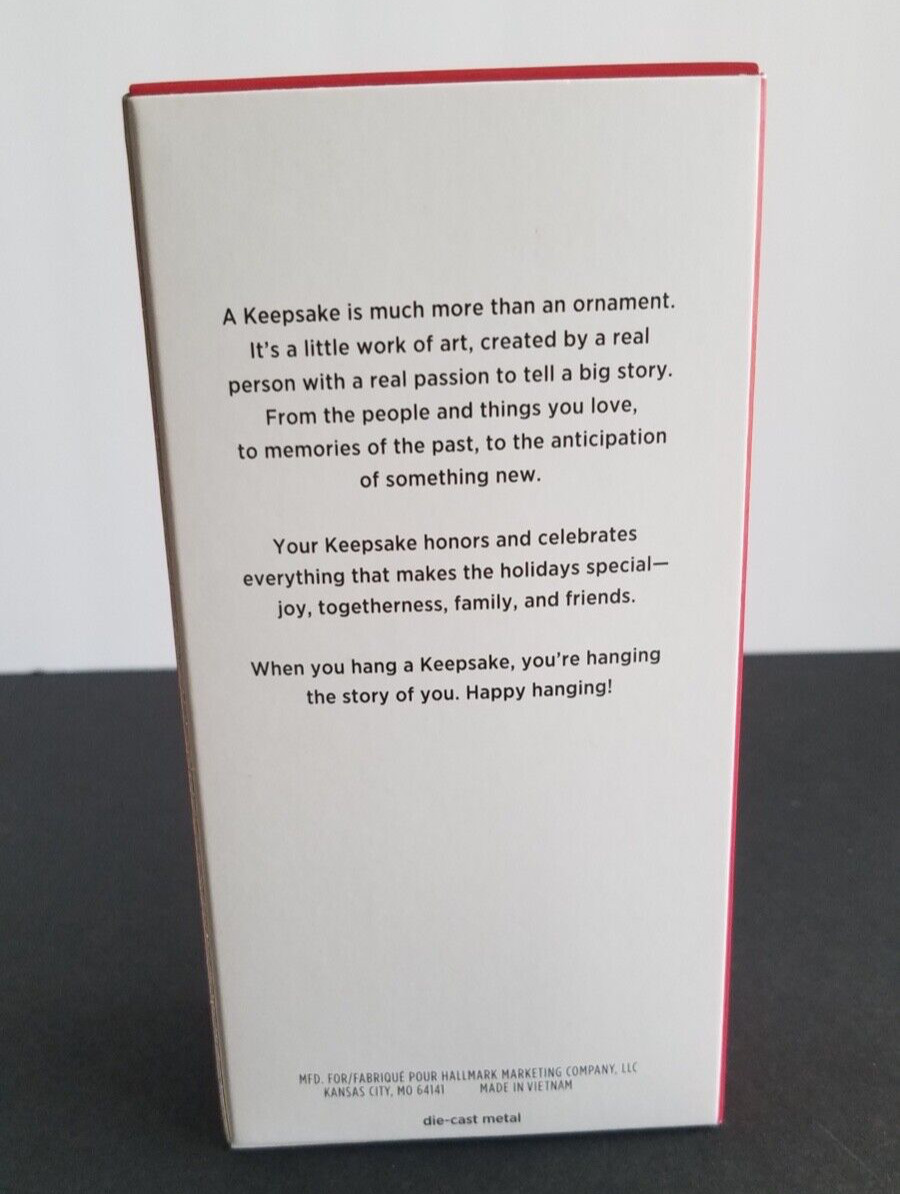 A Keepsake is much more than an ornament.
It's a little work of art, created by a real
person with a real passion to tell a big story.
From the people and things you love,
to memories of the past, to the anticipation
of something new.
Your Keepsake honors and celebrates
everything that makes the holidays special—
joy, togetherness, family, and friends.
When you hang a Keepsake, you're hanging
the story of you. Happy hanging!
MFD. FOR/FABRIQUÉ POUR HALLMARK MARKETING COMPANY, LLC
KANSAS CITY, MO 64141 MADE IN VIETNAM
die-cast metal